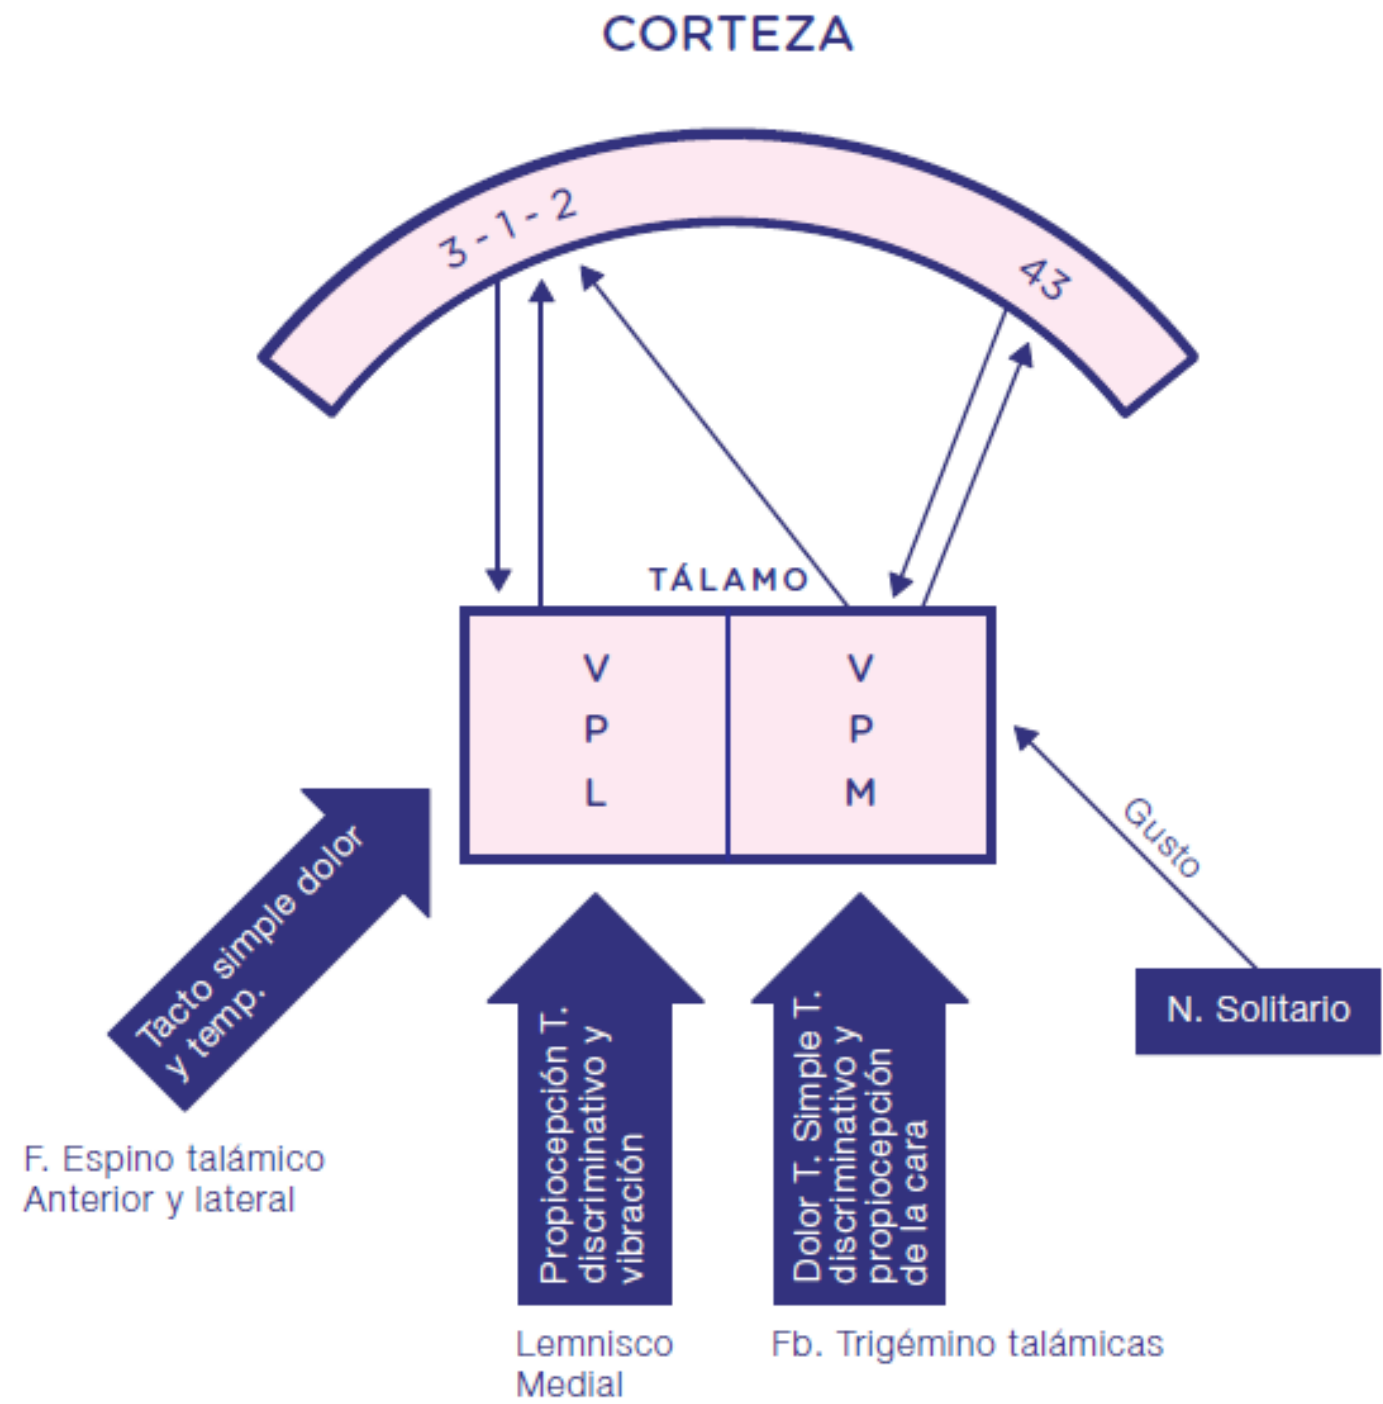 CORTEZA
3 - 1 - 2
43
TÁLAMO
V
P
L
V
P
M
Tacto simple dolor
y temp.
Gusto
N. Solitario
Propiocepción T.
discriminativo y
vibración
Dolor T. Simple T.
discriminativo y
propiocepción
de la cara
F. Espino talámico
Anterior y lateral
Lemnisco
Medial
Fb. Trigémino talámicas